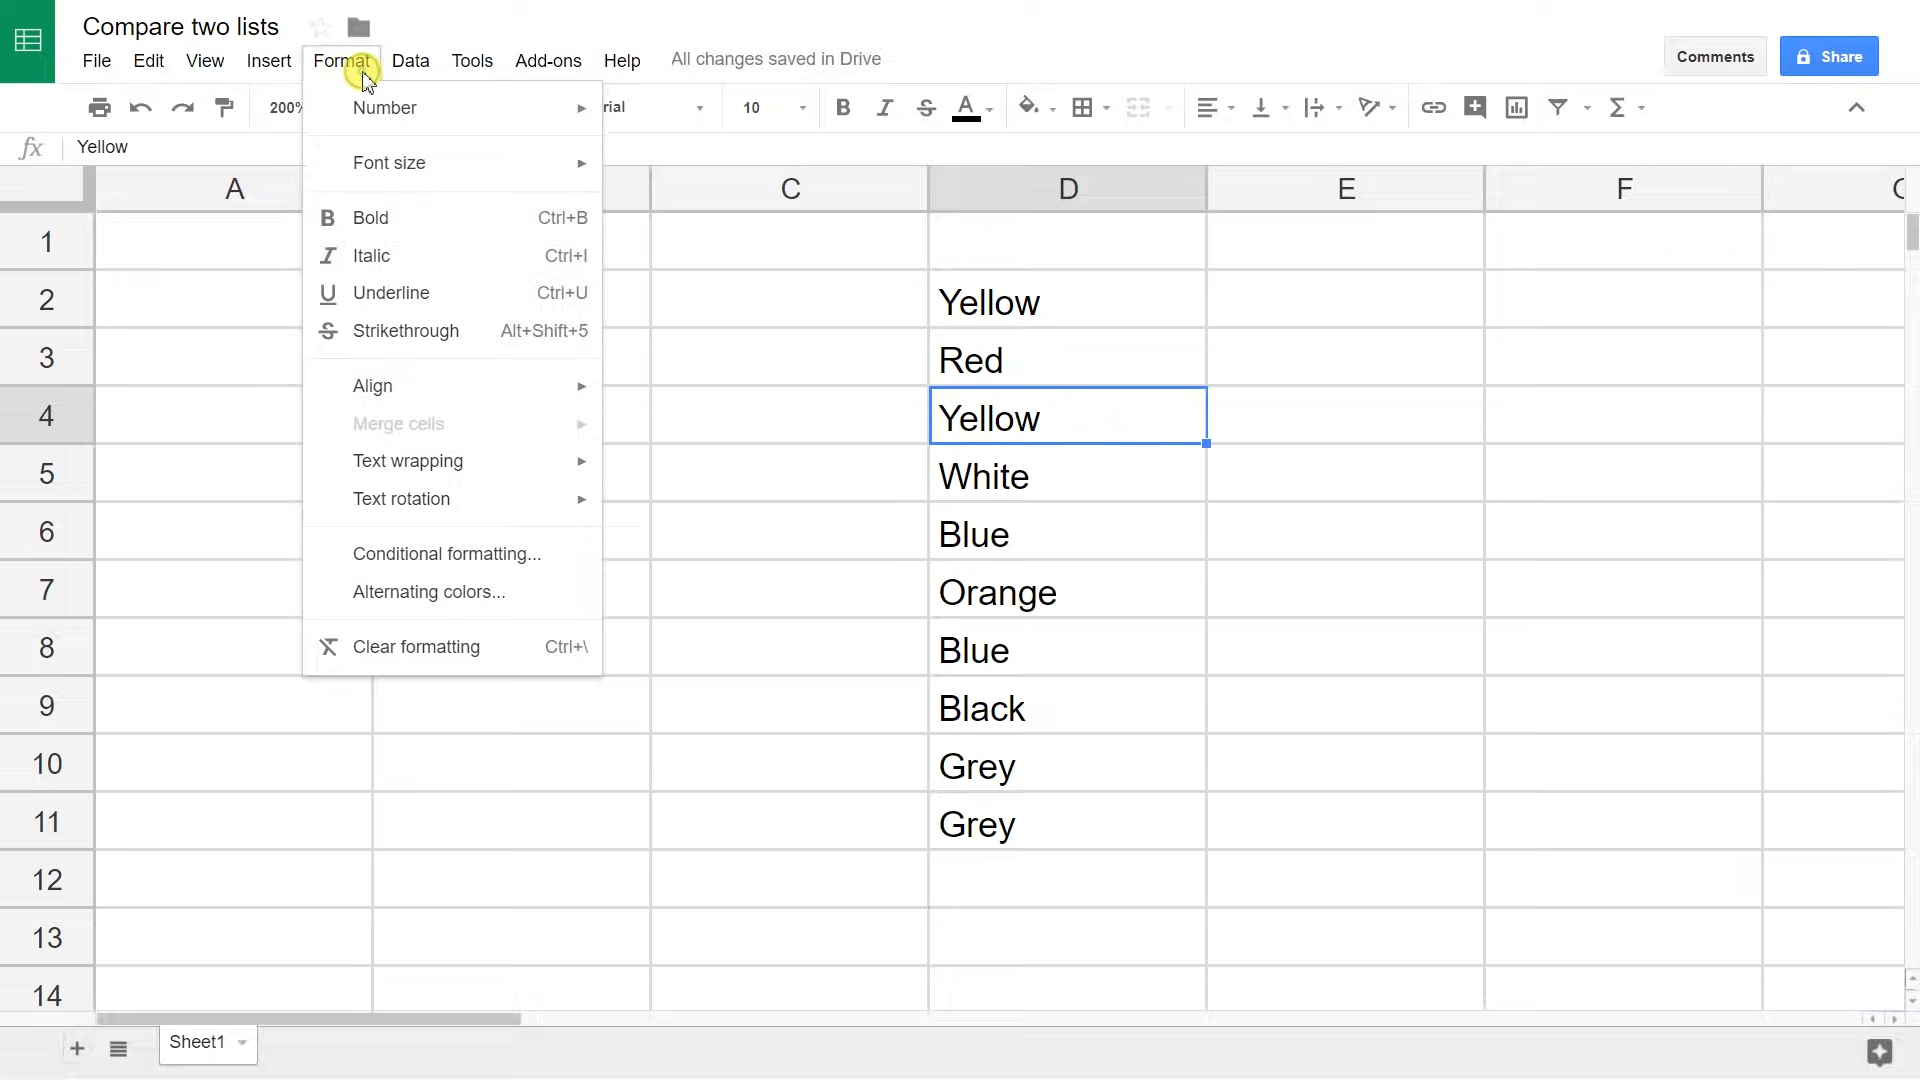 Compare two lists
File Edit View Insert Format Data Tools Add-ons Help All changes saved in Drive
Comments Share
200% rial 10 B I S A
fx Yellow
Number
Font size
B Bold Ctrl+B
I Italic Ctrl+I
U Underline Ctrl+U
S Strikethrough Alt+Shift+5
Align
Merge cells
Text wrapping
Text rotation
Conditional formatting...
Alternating colors...
Clear formatting Ctrl+\
A C D E F
1
2 Yellow
3 Red
4 Yellow
5 White
6 Blue
7 Orange
8 Blue
9 Black
10 Grey
11 Grey
12
13
14
Sheet1